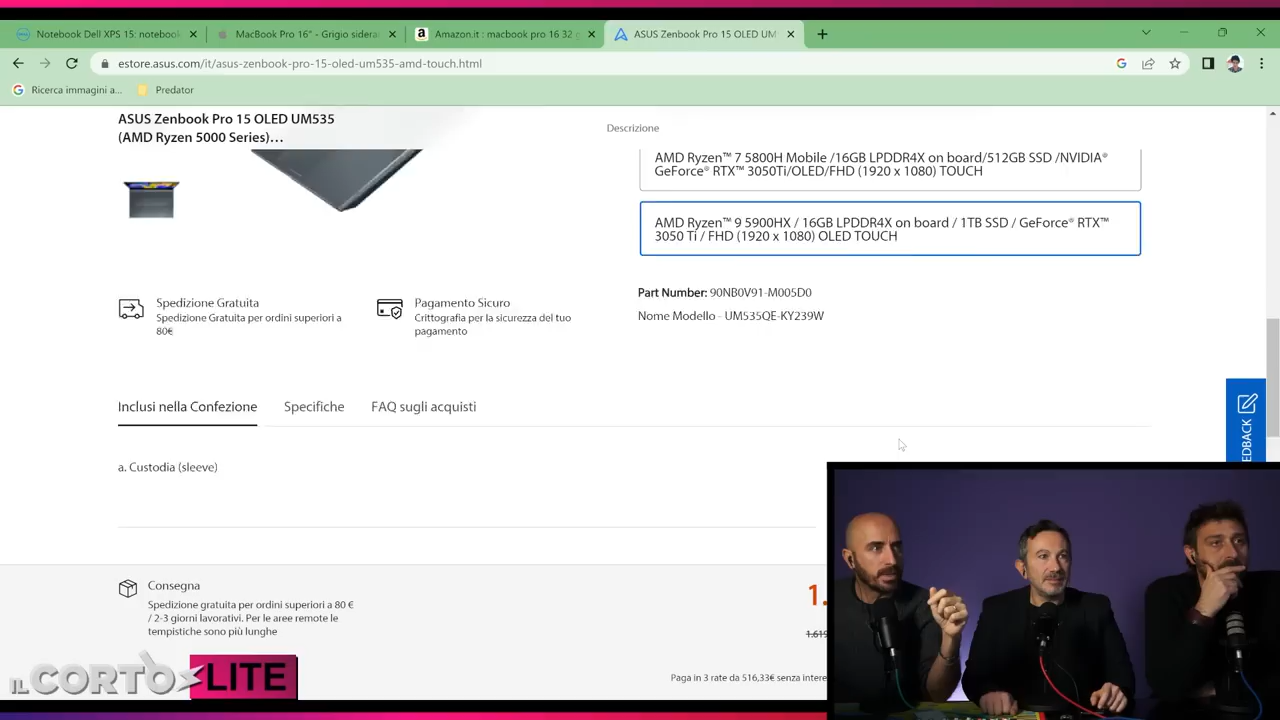 Notebook Dell XPS 15: notebook
MacBook Pro 16" - Grigio sidera
Amazon.it : macbook pro 16 32 g
ASUS Zenbook Pro 15 OLED UM
estore.asus.com/it/asus-zenbook-pro-15-oled-um535-amd-touch.html
Ricerca immagini a...
Predator
ASUS Zenbook Pro 15 OLED UM535
(AMD Ryzen 5000 Series)...
Descrizione
AMD Ryzen™ 7 5800H Mobile /16GB LPDDR4X on board/512GB SSD /NVIDIA®
GeForce® RTX™ 3050Ti/OLED/FHD (1920 x 1080) TOUCH
AMD Ryzen™ 9 5900HX / 16GB LPDDR4X on board / 1TB SSD / GeForce® RTX™
3050 Ti / FHD (1920 x 1080) OLED TOUCH
Part Number: 90NB0V91-M005D0
Nome Modello - UM535QE-KY239W
Spedizione Gratuita
Spedizione Gratuita per ordini superiori a
80€
Pagamento Sicuro
Crittografia per la sicurezza del tuo
pagamento
Inclusi nella Confezione
Specifiche
FAQ sugli acquisti
EDBACK
a. Custodia (sleeve)
Consegna
Spedizione gratuita per ordini superiori a 80 €
/ 2-3 giorni lavorativi. Per le aree remote le
tempistiche sono più lunghe
1.
1.619
Paga in 3 rate da 516,33€ senza intere
IL CORTO LITE